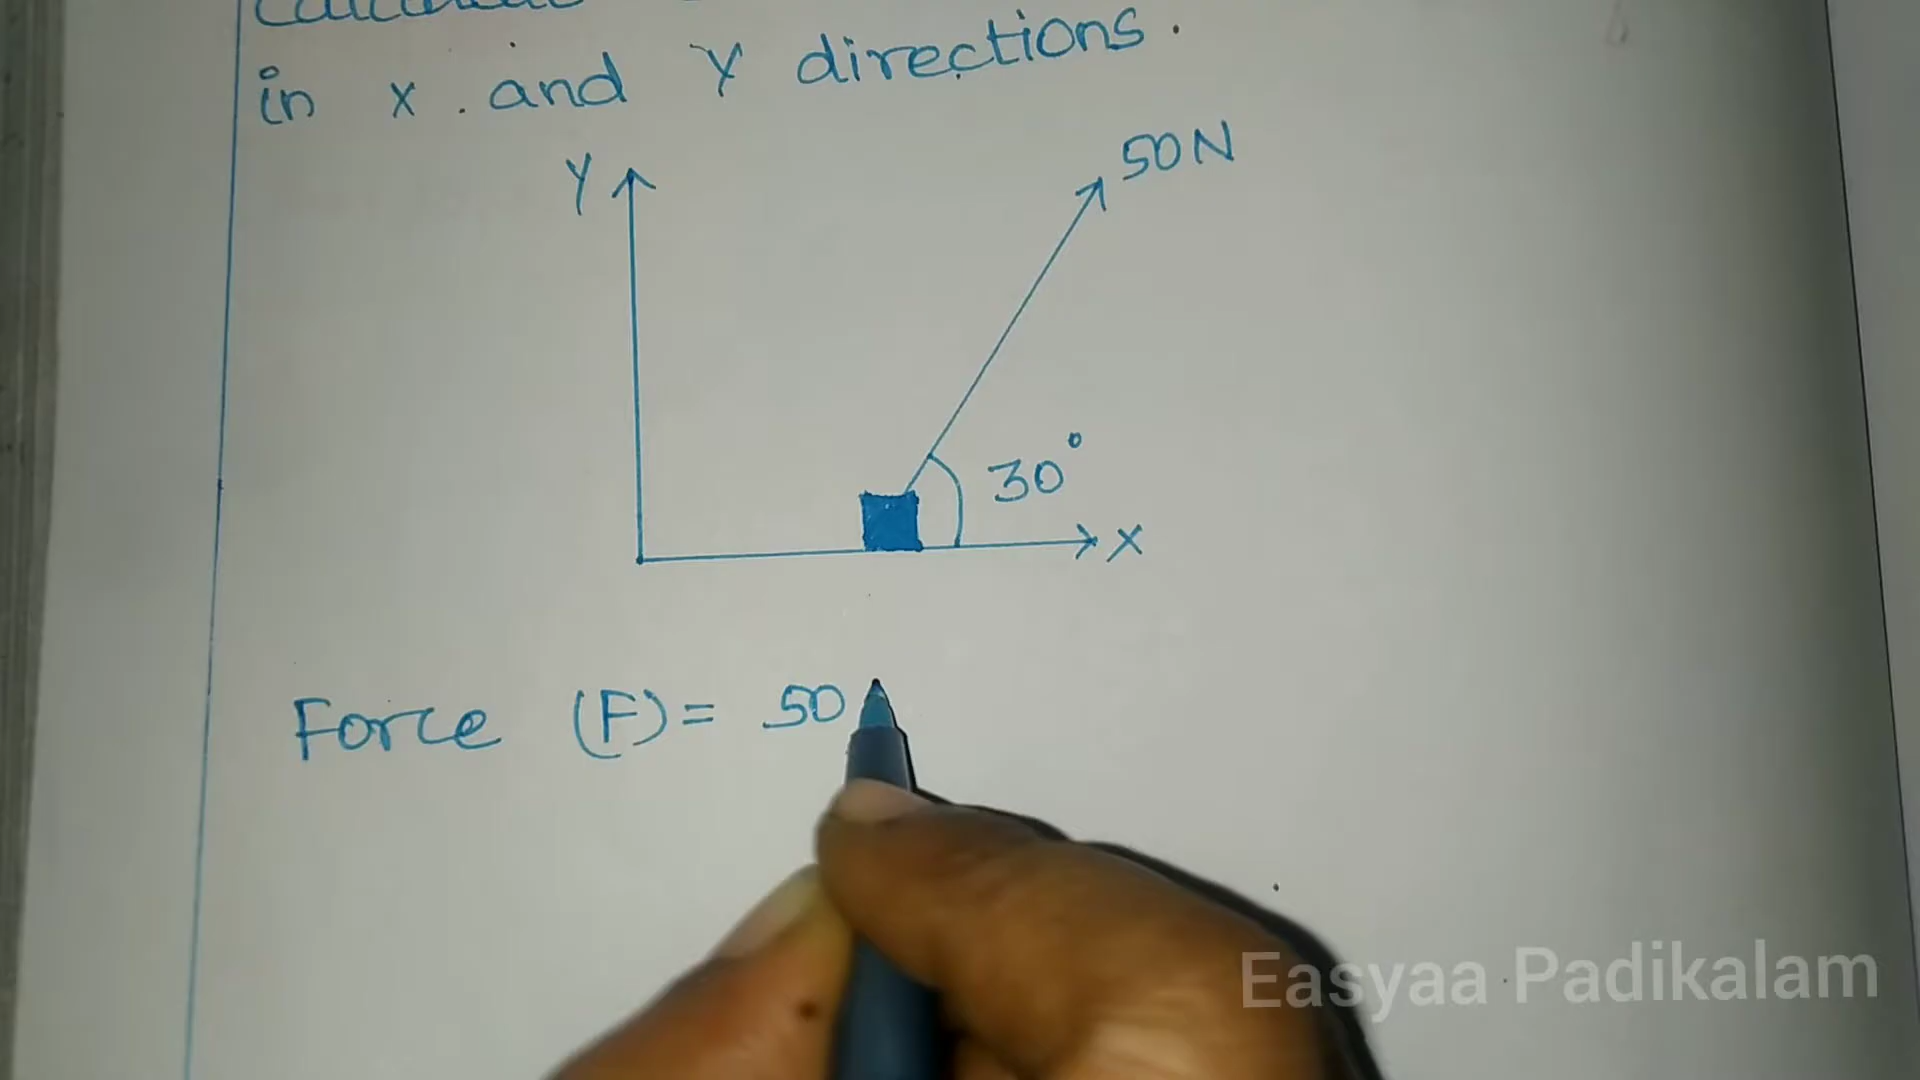 in x and y directions.
Y
50N
30°
X
Force (F) = 50
Easyaa Padikalam